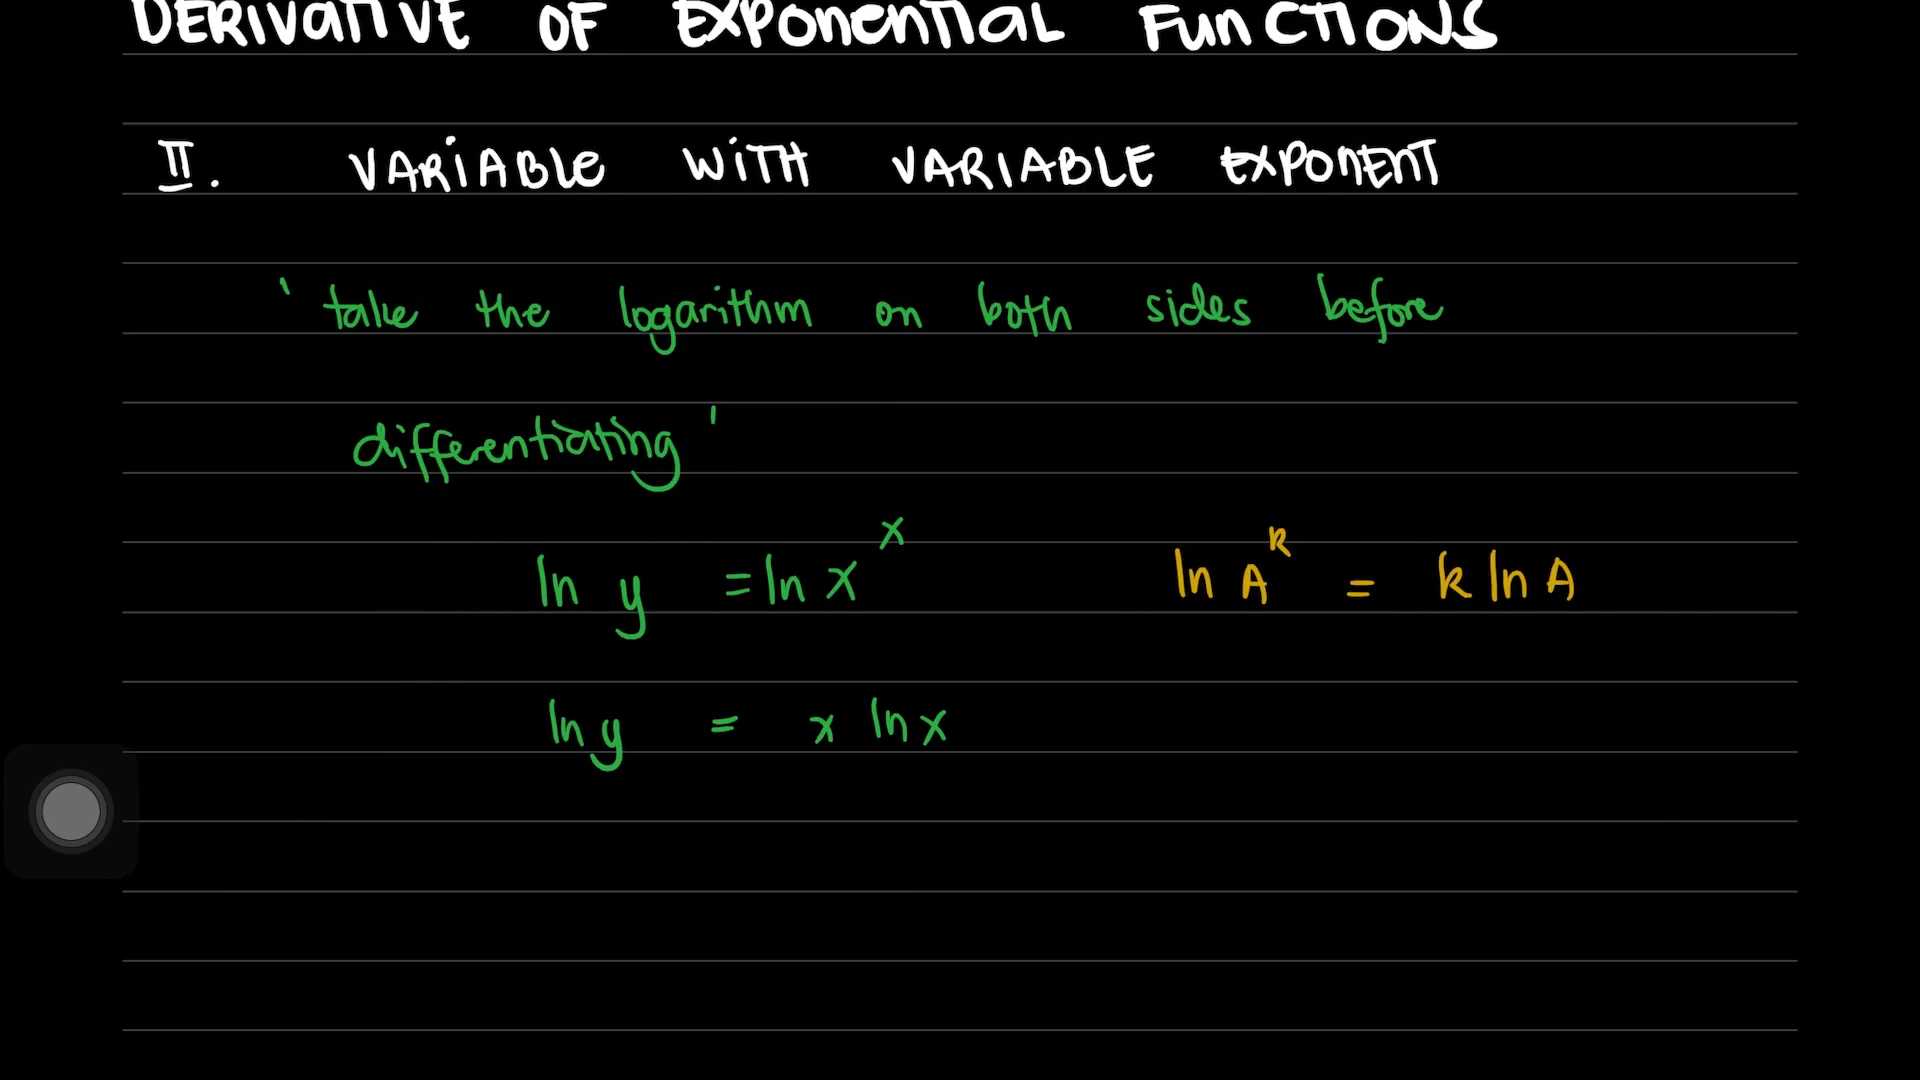 DERIVATIVE OF EXPONENTIAL FUNCTIONS
II. VARIABLE WITH VARIABLE EXPONENT
' take the logarithm on both sides before
differentiating '
ln y = ln x^x ln A^k = k ln A
ln y = x ln x